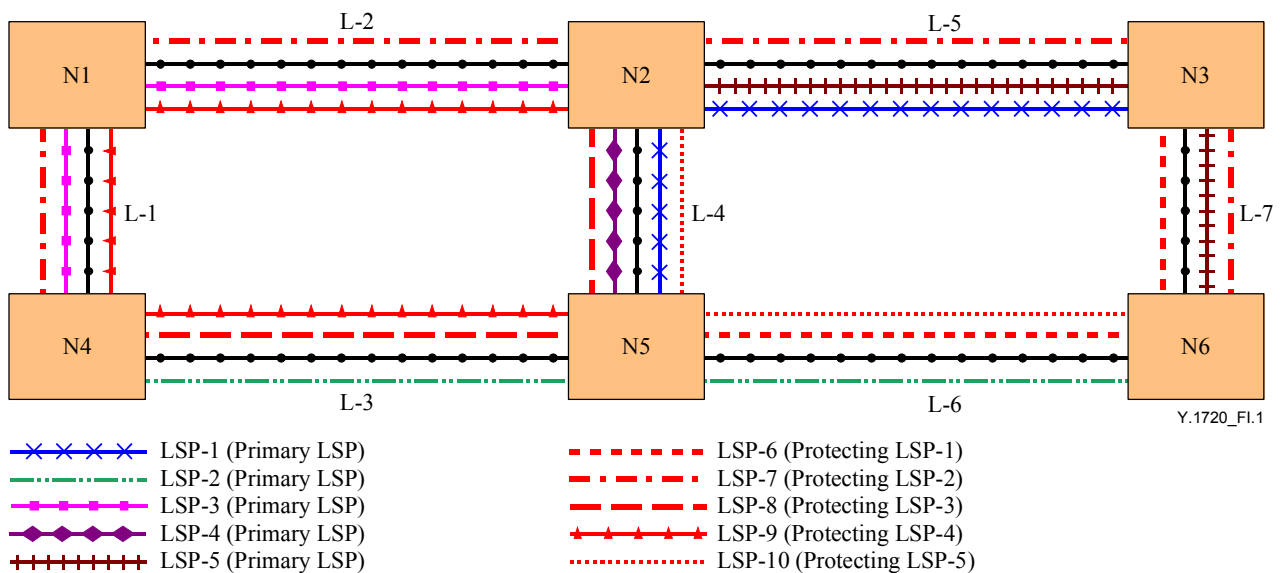 L-2
L-5
N1
N2
N3
L-1
L-4
L-7
N4
N5
N6
L-3
L-6
Y.1720_FI.1
LSP-1 (Primary LSP)
LSP-2 (Primary LSP)
LSP-3 (Primary LSP)
LSP-4 (Primary LSP)
LSP-5 (Primary LSP)
LSP-6 (Protecting LSP-1)
LSP-7 (Protecting LSP-2)
LSP-8 (Protecting LSP-3)
LSP-9 (Protecting LSP-4)
LSP-10 (Protecting LSP-5)